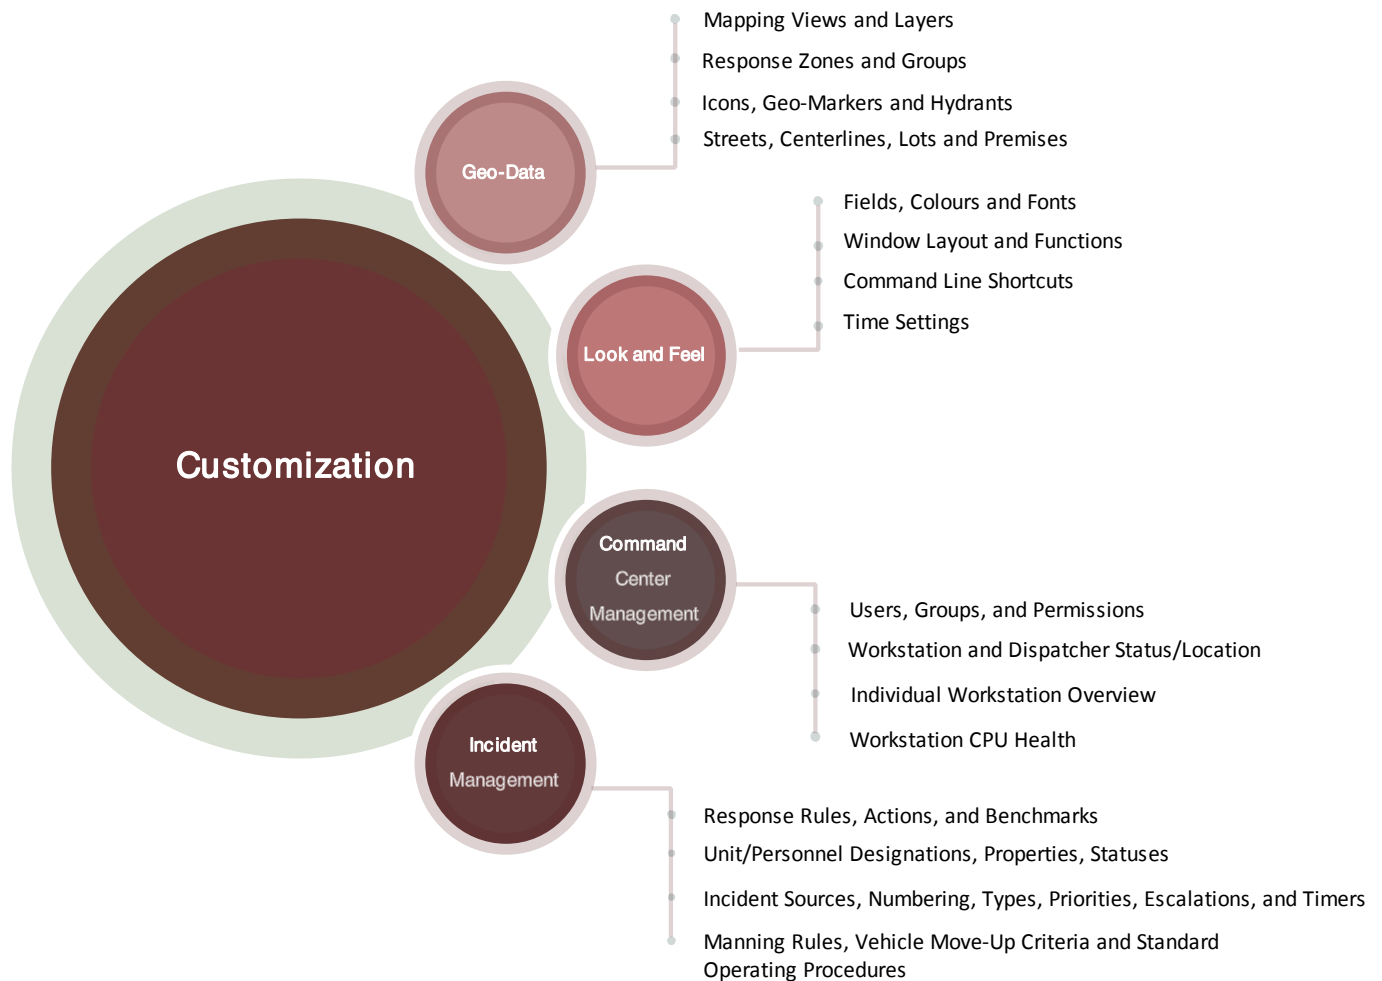 Customization
Geo-Data
Mapping Views and Layers
Response Zones and Groups
Icons, Geo-Markers and Hydrants
Streets, Centerlines, Lots and Premises
Look and Feel
Fields, Colours and Fonts
Window Layout and Functions
Command Line Shortcuts
Time Settings
Command
Center
Management
Users, Groups, and Permissions
Workstation and Dispatcher Status/Location
Individual Workstation Overview
Workstation CPU Health
Incident
Management
Response Rules, Actions, and Benchmarks
Unit/Personnel Designations, Properties, Statuses
Incident Sources, Numbering, Types, Priorities, Escalations, and Timers
Manning Rules, Vehicle Move-Up Criteria and Standard
Operating Procedures